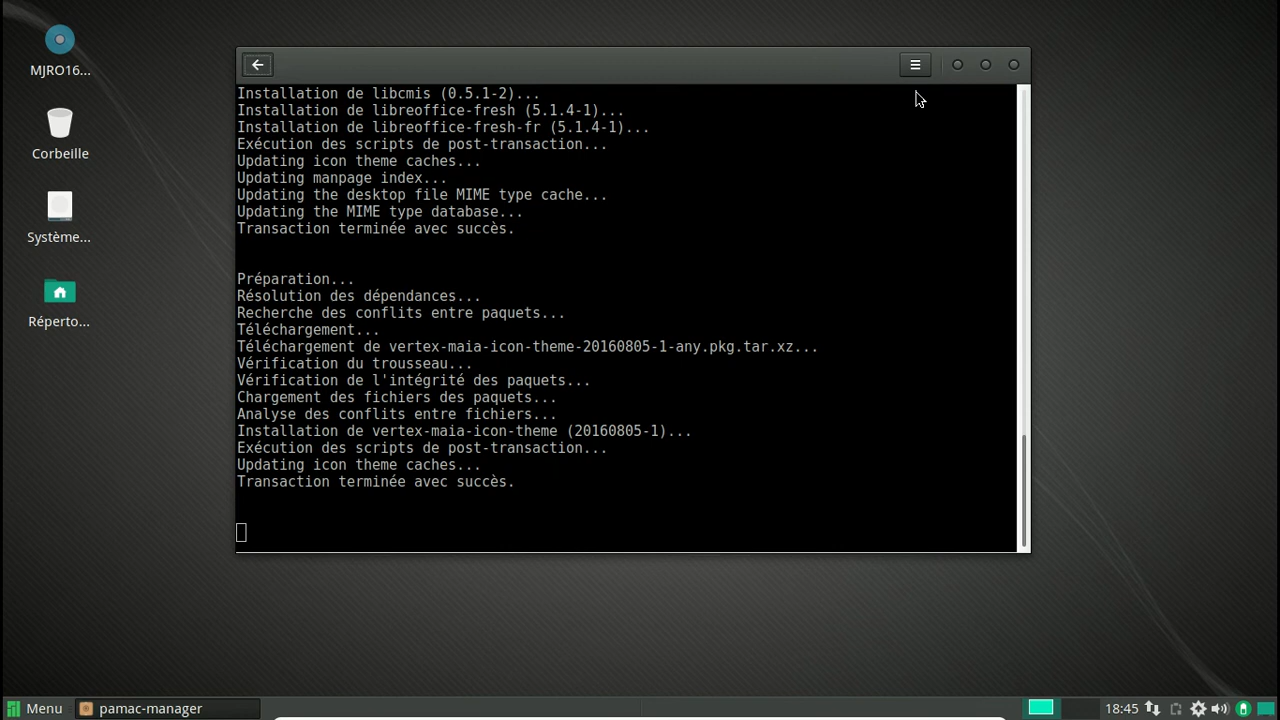 MJRO16...
Corbeille
Système...
Réperto...
Installation de libcmis (0.5.1-2)...
Installation de libreoffice-fresh (5.1.4-1)...
Installation de libreoffice-fresh-fr (5.1.4-1)...
Exécution des scripts de post-transaction...
Updating icon theme caches...
Updating manpage index...
Updating the desktop file MIME type cache...
Updating the MIME type database...
Transaction terminée avec succès.
Préparation...
Résolution des dépendances...
Recherche des conflits entre paquets...
Téléchargement...
Téléchargement de vertex-maia-icon-theme-20160805-1-any.pkg.tar.xz...
Vérification du trousseau...
Vérification de l'intégrité des paquets...
Chargement des fichiers des paquets...
Analyse des conflits entre fichiers...
Installation de vertex-maia-icon-theme (20160805-1)...
Exécution des scripts de post-transaction...
Updating icon theme caches...
Transaction terminée avec succès.
Menu
pamac-manager
18:45